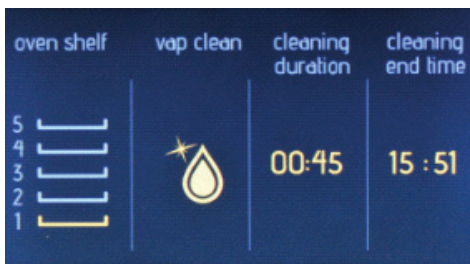 oven shelf
vap clean
cleaning
duration
cleaning
end time
5
4
3
2
1
00:45
15:51